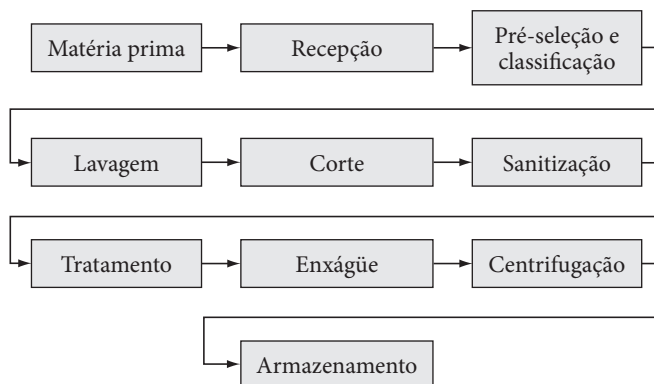 Matéria prima
Recepção
Pré-seleção e
classificação
Lavagem
Corte
Sanitização
Tratamento
Enxágüe
Centrifugação
Armazenamento